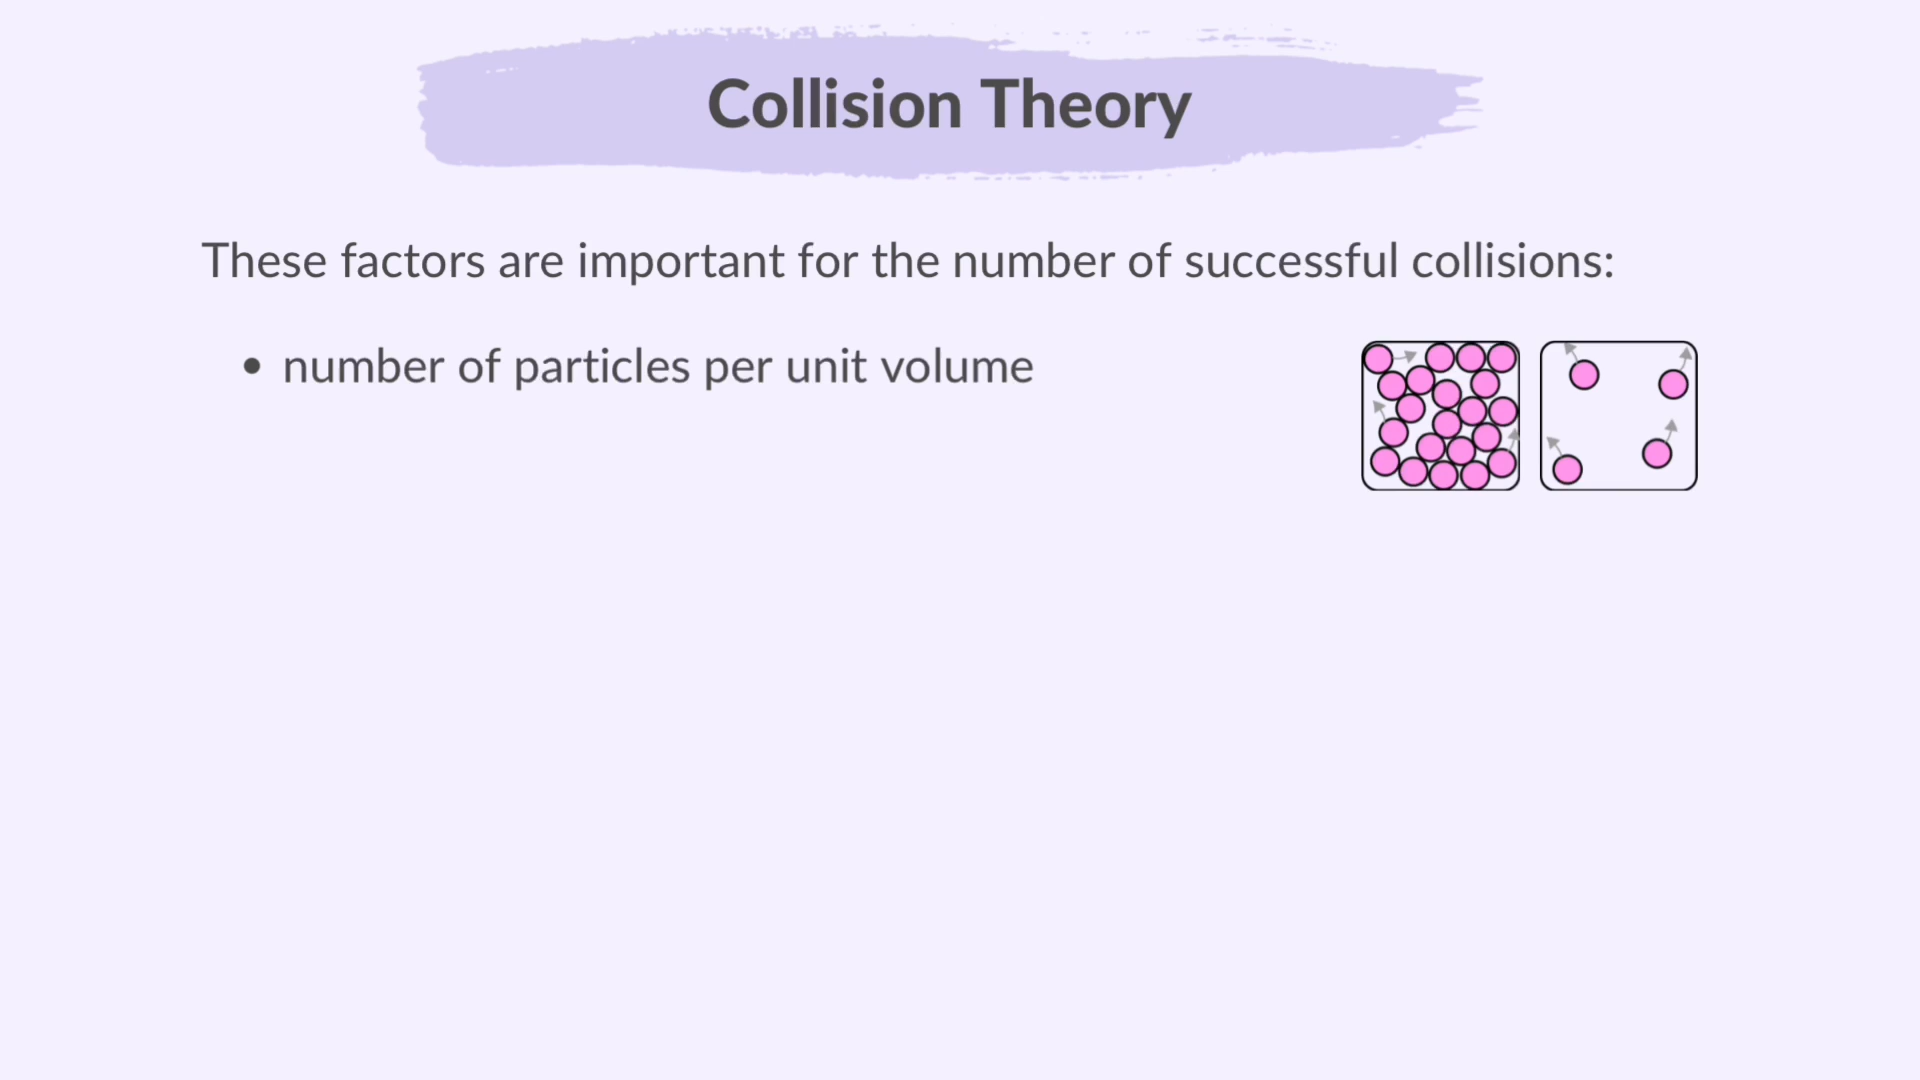 Collision Theory
These factors are important for the number of successful collisions:
• number of particles per unit volume